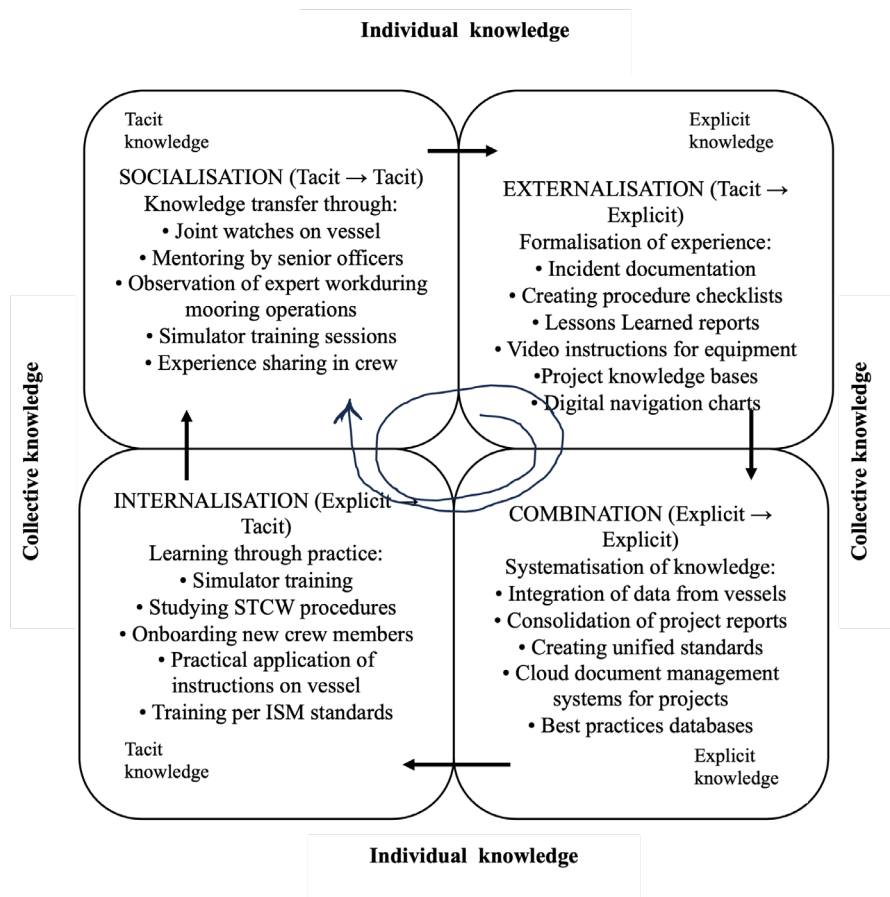 Individual knowledge
Tacit
knowledge
SOCIALISATION (Tacit → Tacit)
Knowledge transfer through:
• Joint watches on vessel
• Mentoring by senior officers
• Observation of expert workduring
mooring operations
• Simulator training sessions
• Experience sharing in crew
Explicit
knowledge
EXTERNALISATION (Tacit →
Explicit)
Formalisation of experience:
• Incident documentation
• Creating procedure checklists
• Lessons Learned reports
• Video instructions for equipment
•Project knowledge bases
• Digital navigation charts
Collective knowledge
Collective knowledge
INTERNALISATION (Explicit →
Tacit)
Learning through practice:
• Simulator training
• Studying STCW procedures
• Onboarding new crew members
• Practical application of
instructions on vessel
• Training per ISM standards
Tacit
knowledge
COMBINATION (Explicit →
Explicit)
Systematisation of knowledge:
• Integration of data from vessels
• Consolidation of project reports
• Creating unified standards
• Cloud document management
systems for projects
• Best practices databases
Explicit
knowledge
Individual knowledge